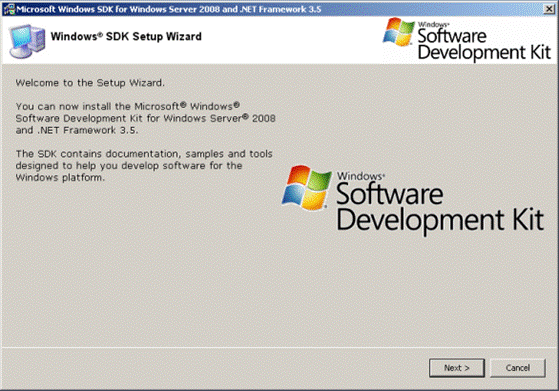 Microsoft Windows SDK for Windows Server 2008 and .NET Framework 3.5
Windows® SDK Setup Wizard
Windows®
Software
Development Kit
Welcome to the Setup Wizard.
You can now install the Microsoft® Windows®
Software Development Kit for Windows Server® 2008
and .NET Framework 3.5.
The SDK contains documentation, samples and tools
designed to help you develop software for the
Windows platform.
Windows®
Software
Development Kit
Next >
Cancel